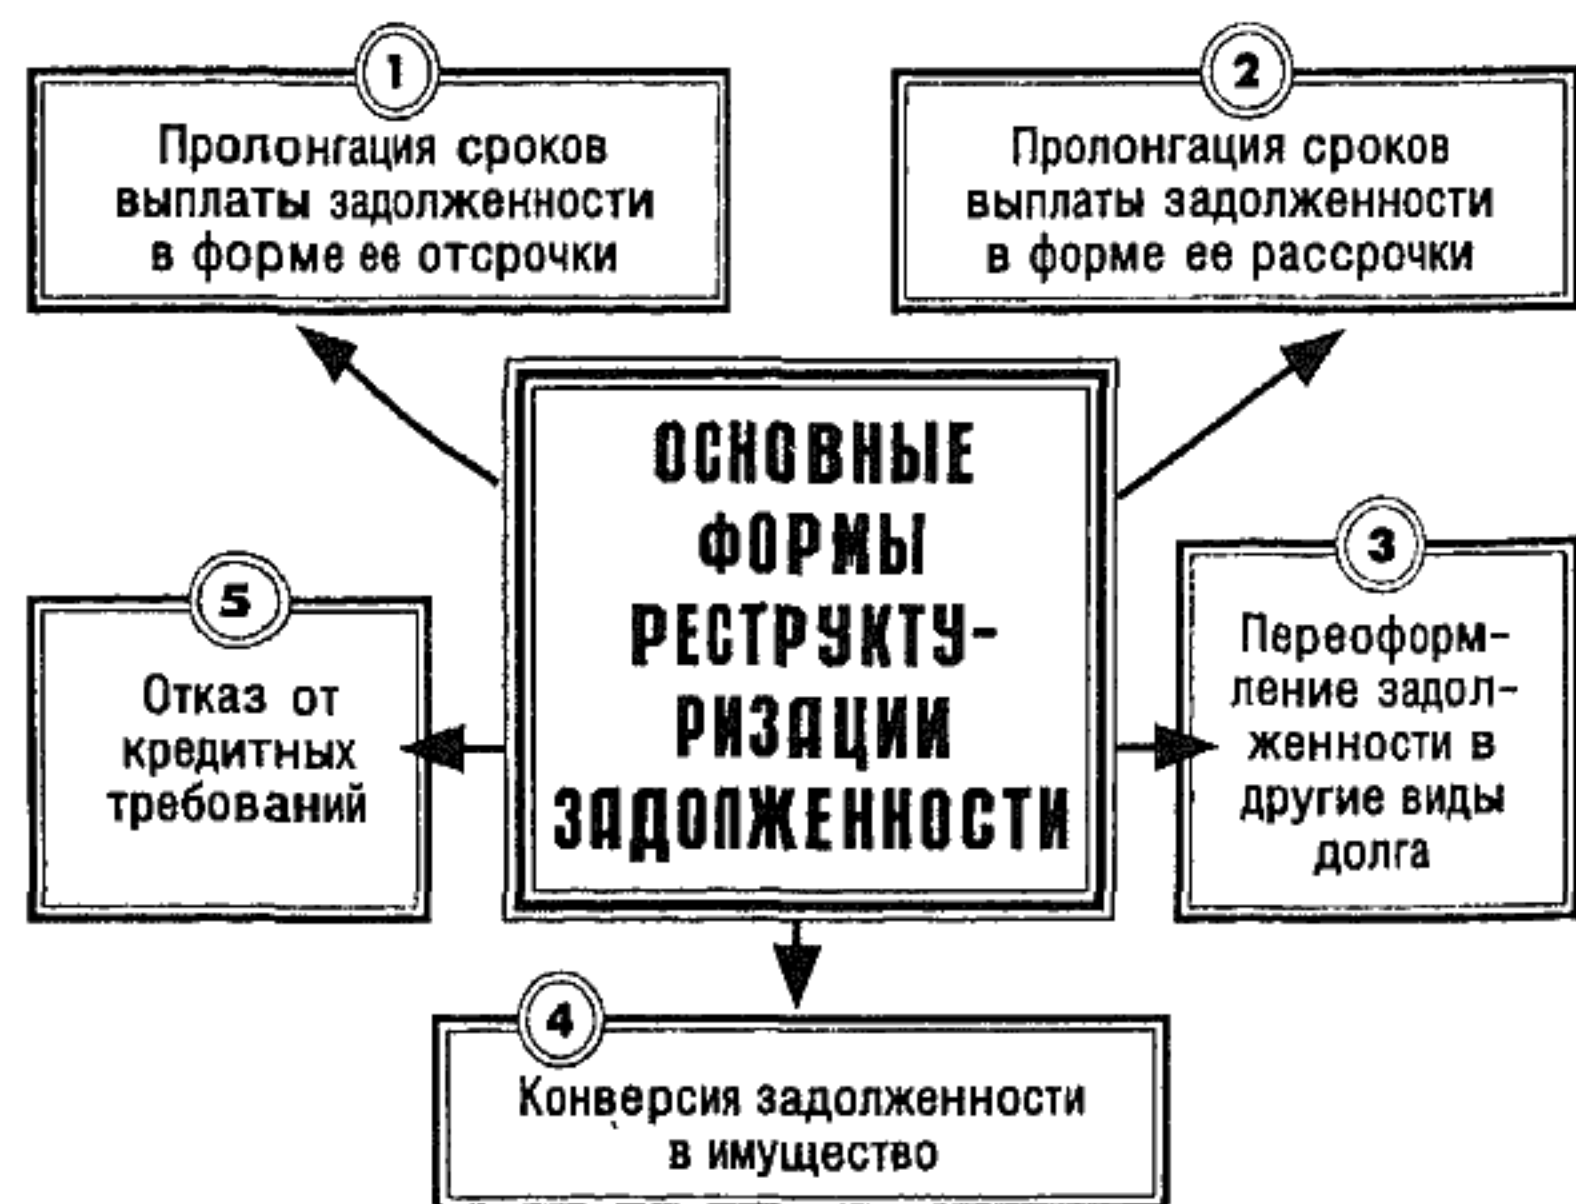 1
Пролонгация сроков
выплаты задолженности
в форме ее отсрочки
2
Пролонгация сроков
выплаты задолженности
в форме ее рассрочки
ОСНОВНЫЕ
ФОРМЫ
РЕСТРУКТУ-
РИЗАЦИИ
ЗАДОЛЖЕННОСТИ
3
Переоформ-
ление задол-
женности в
другие виды
долга
5
Отказ от
кредитных
требований
4
Конверсия задолженности
в имущество